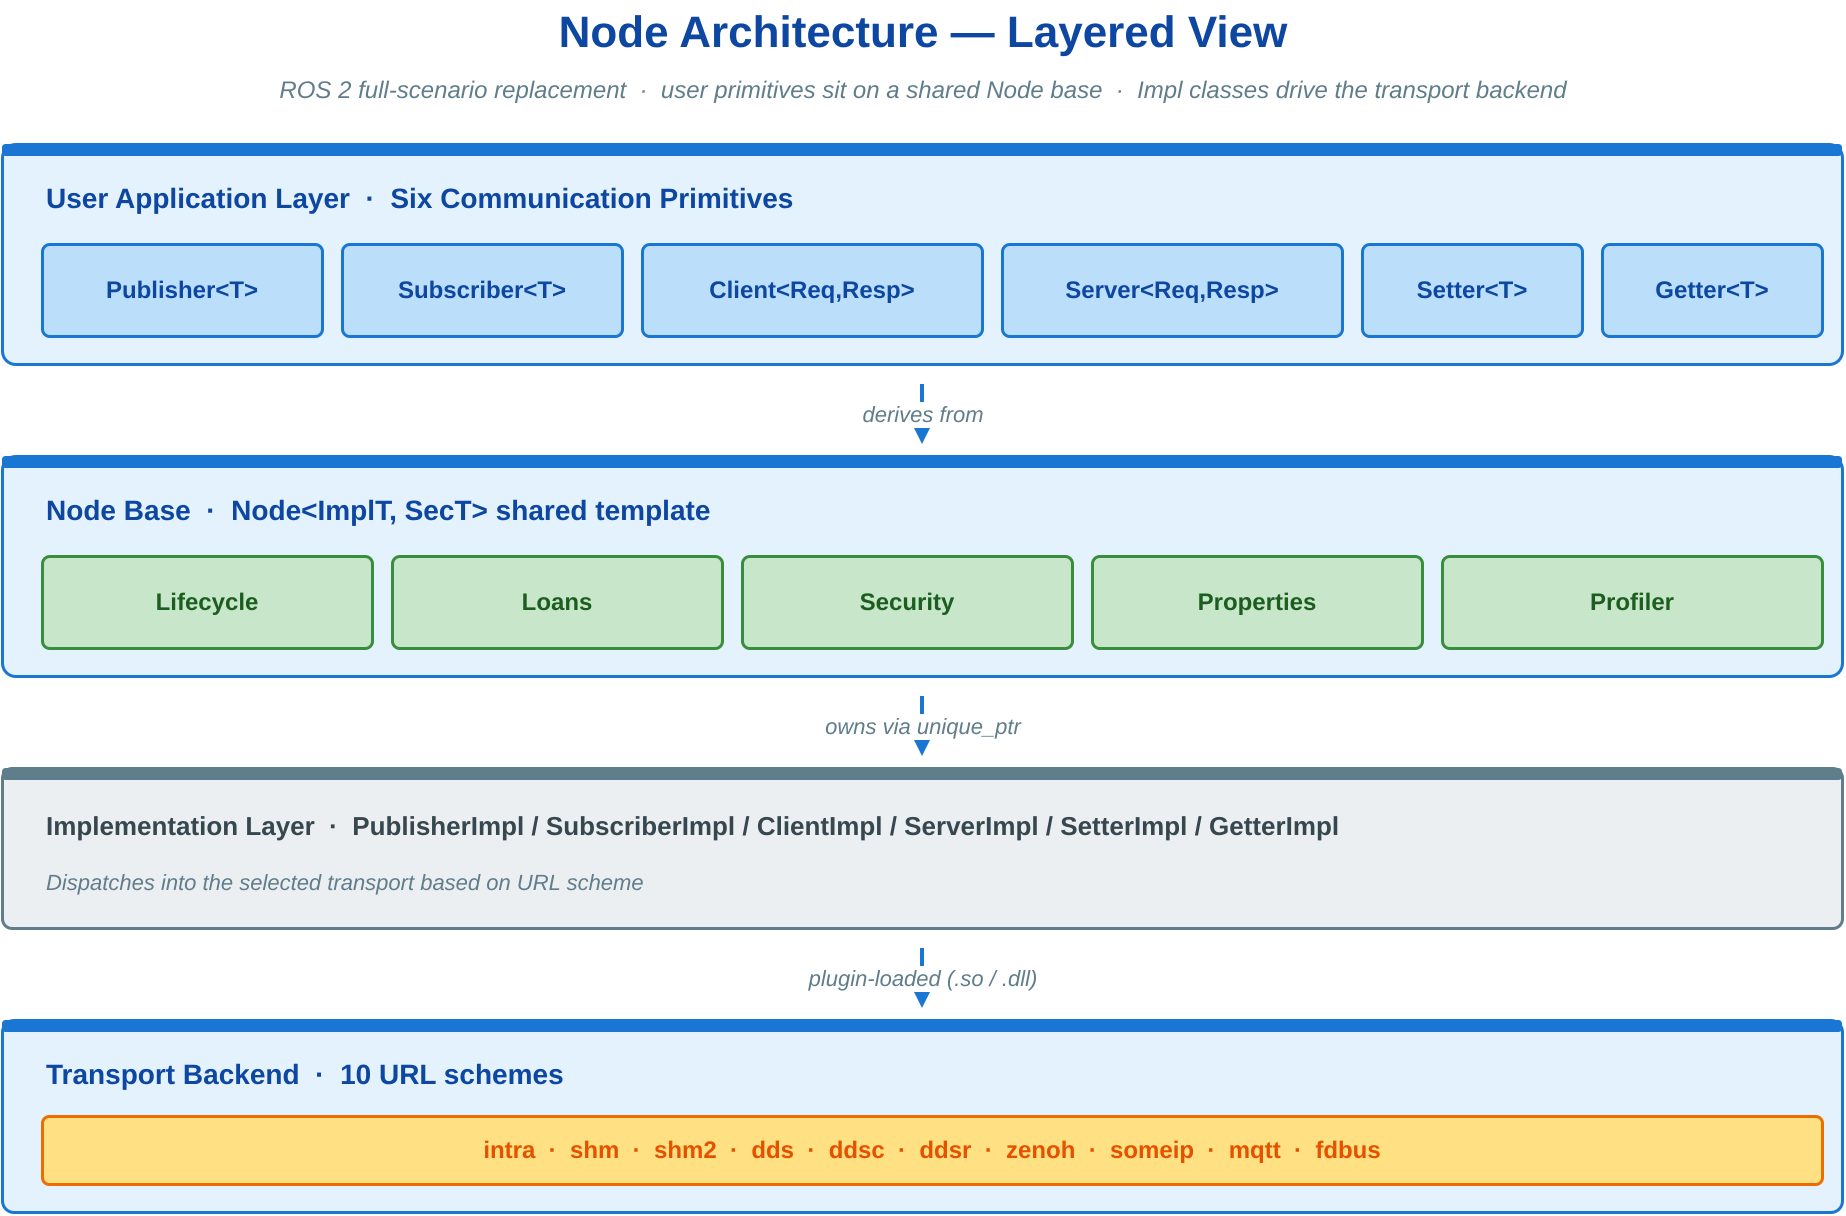 Node Architecture — Layered View
ROS 2 full-scenario replacement · user primitives sit on a shared Node base · Impl classes drive the transport backend
User Application Layer · Six Communication Primitives
Publisher<T>
Subscriber<T>
Client<Req,Resp>
Server<Req,Resp>
Setter<T>
Getter<T>
derives from
Node Base · Node<ImplT, SecT> shared template
Lifecycle
Loans
Security
Properties
Profiler
owns via unique_ptr
Implementation Layer · PublisherImpl / SubscriberImpl / ClientImpl / ServerImpl / SetterImpl / GetterImpl
Dispatches into the selected transport based on URL scheme
plugin-loaded (.so / .dll)
Transport Backend · 10 URL schemes
intra · shm · shm2 · dds · ddsc · ddsr · zenoh · someip · mqtt · fdbus